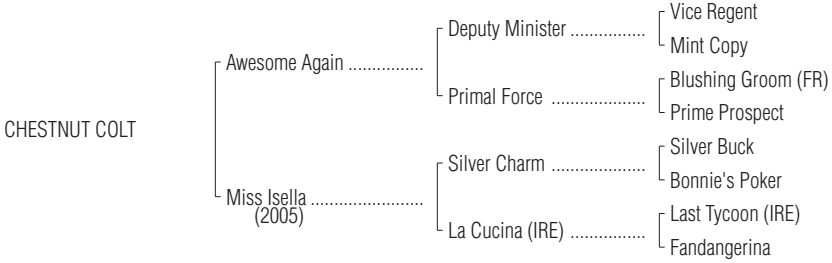 Vice Regent
Deputy Minister ................
Mint Copy
Awesome Again ................
Blushing Groom (FR)
Primal Force ....................
Prime Prospect
CHESTNUT COLT
Silver Buck
Silver Charm ....................
Bonnie's Poker
Miss Isella ........................
(2005)
Last Tycoon (IRE)
La Cucina (IRE) ................
Fandangerina